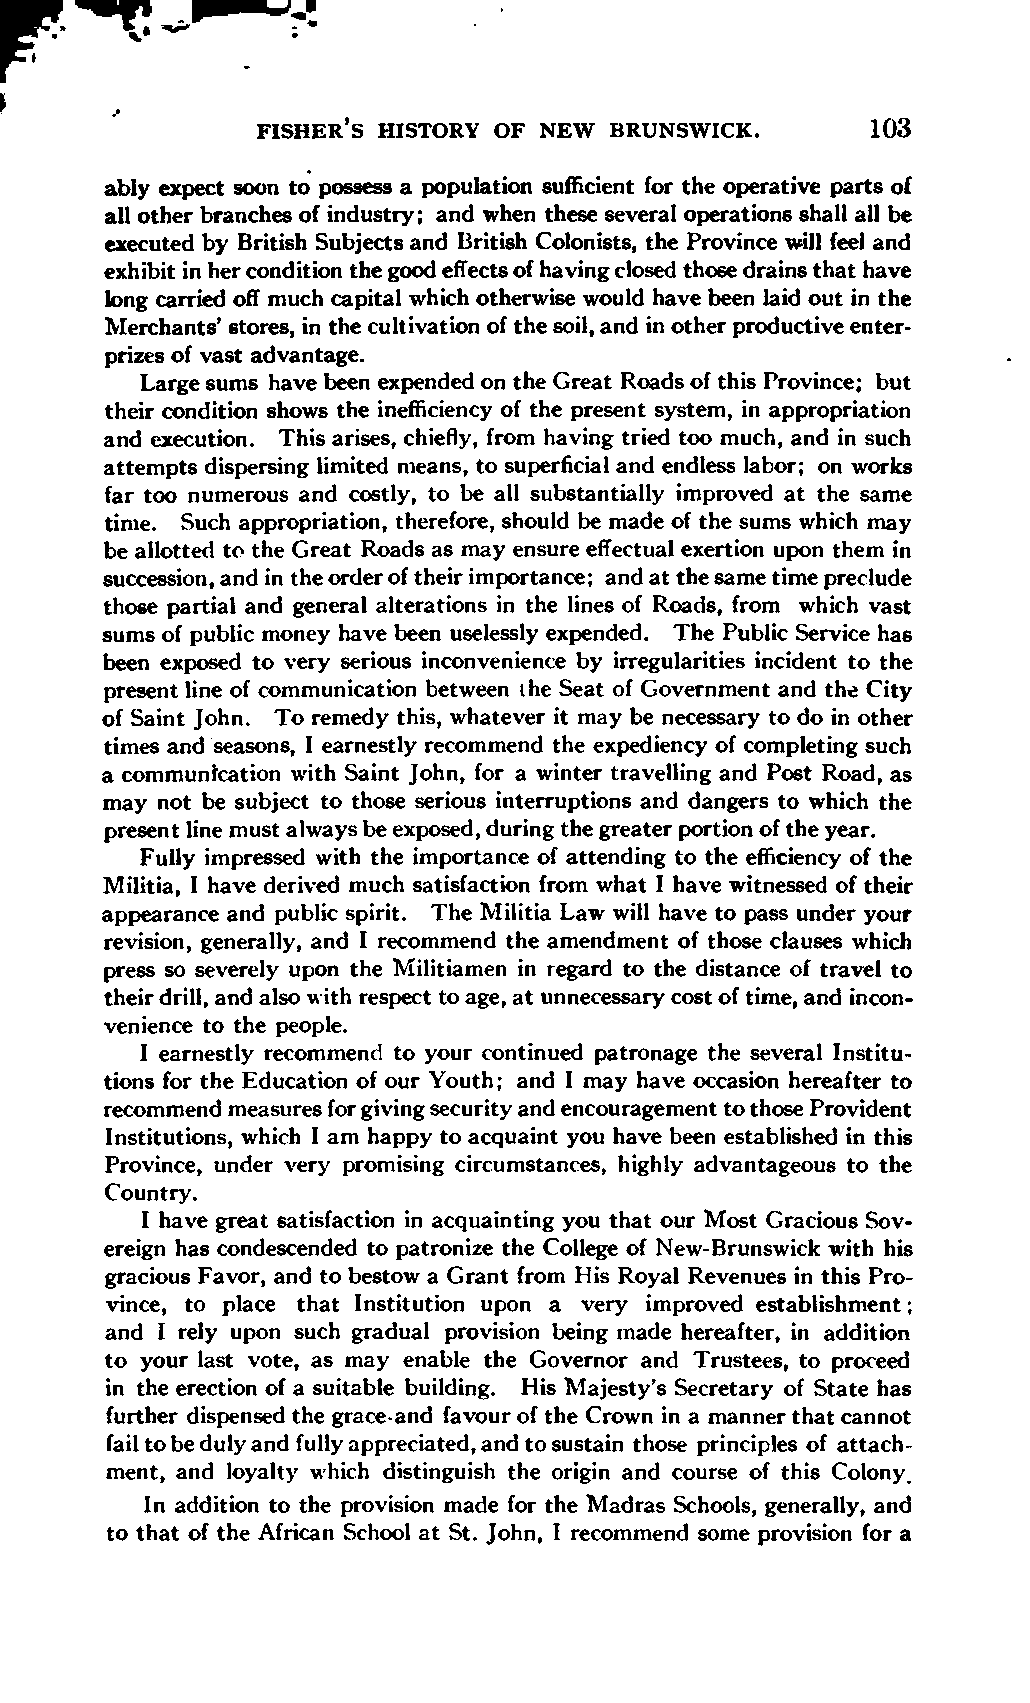 FISHER'S HISTORY OF NEW BRUNSWICK. 103
ably expect soon to possess a population sufficient for the operative parts of
all other branches of industry; and when these several operations shall all be
executed by British Subjects and British Colonists, the Province will feel and
exhibit in her condition the good effects of having closed those drains that have
long carried off much capital which otherwise would have been laid out in the
Merchants' stores, in the cultivation of the soil, and in other productive enter-
prizes of vast advantage.
Large sums have been expended on the Great Roads of this Province; but
their condition shows the inefficiency of the present system, in appropriation
and execution. This arises, chiefly, from having tried too much, and in such
attempts dispersing limited means, to superficial and endless labor; on works
far too numerous and costly, to be all substantially improved at the same
time. Such appropriation, therefore, should be made of the sums which may
be allotted to the Great Roads as may ensure effectual exertion upon them in
succession, and in the order of their importance; and at the same time preclude
those partial and general alterations in the lines of Roads, from which vast
sums of public money have been uselessly expended. The Public Service has
been exposed to very serious inconvenience by irregularities incident to the
present line of communication between the Seat of Government and the City
of Saint John. To remedy this, whatever it may be necessary to do in other
times and seasons, I earnestly recommend the expediency of completing such
a communication with Saint John, for a winter travelling and Post Road, as
may not be subject to those serious interruptions and dangers to which the
present line must always be exposed, during the greater portion of the year.
Fully impressed with the importance of attending to the efficiency of the
Militia, I have derived much satisfaction from what I have witnessed of their
appearance and public spirit. The Militia Law will have to pass under your
revision, generally, and I recommend the amendment of those clauses which
press so severely upon the Militiamen in regard to the distance of travel to
their drill, and also with respect to age, at unnecessary cost of time, and incon-
venience to the people.
I earnestly recommend to your continued patronage the several Institu-
tions for the Education of our Youth; and I may have occasion hereafter to
recommend measures for giving security and encouragement to those Provident
Institutions, which I am happy to acquaint you have been established in this
Province, under very promising circumstances, highly advantageous to the
Country.
I have great satisfaction in acquainting you that our Most Gracious Sov-
ereign has condescended to patronize the College of New-Brunswick with his
gracious Favor, and to bestow a Grant from His Royal Revenues in this Pro-
vince, to place that Institution upon a very improved establishment;
and I rely upon such gradual provision being made hereafter, in addition
to your last vote, as may enable the Governor and Trustees, to proceed
in the erection of a suitable building. His Majesty's Secretary of State has
further dispensed the grace and favour of the Crown in a manner that cannot
fail to be duly and fully appreciated, and to sustain those principles of attach-
ment, and loyalty which distinguish the origin and course of this Colony.
In addition to the provision made for the Madras Schools, generally, and
to that of the African School at St. John, I recommend some provision for a